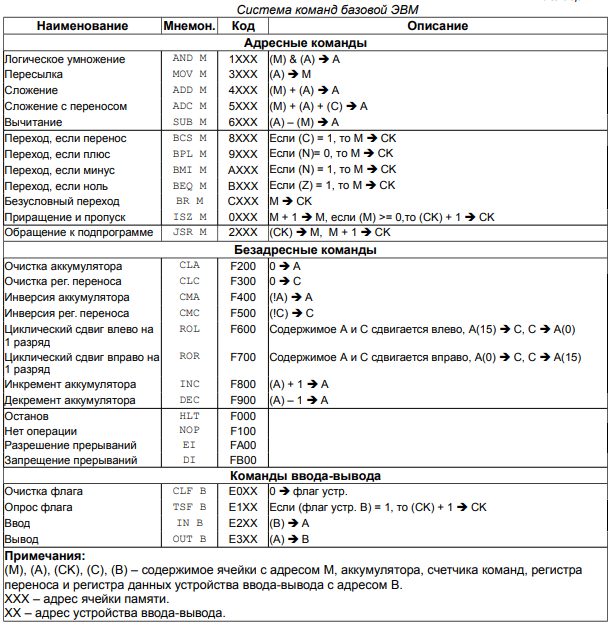 Система команд базовой ЭВМ
Наименование Мнемон. Код Описание
Адресные команды
Логическое умножение AND M 1XXX (M) & (A) ➔ A
Пересылка MOV M 3XXX (A) ➔ M
Сложение ADD M 4XXX (M) + (A) ➔ A
Сложение с переносом ADC M 5XXX (M) + (A) + (C) ➔ A
Вычитание SUB M 6XXX (A) – (M) ➔ A
Переход, если перенос BCS M 8XXX Если (C) = 1, то M ➔ CK
Переход, если плюс BPL M 9XXX Если (N)= 0, то M ➔ CK
Переход, если минус BMI M AXXX Если (N) = 1, то M ➔ CK
Переход, если ноль BEQ M BXXX Если (Z) = 1, то M ➔ CK
Безусловный переход BR M CXXX M ➔ CK
Приращение и пропуск ISZ M 0XXX M + 1 ➔ M, если (M) >= 0,то (CK) + 1 ➔ CK
Обращение к подпрограмме JSR M 2XXX (CK) ➔ M, M + 1 ➔ CK
Безадресные команды
Очистка аккумулятора CLA F200 0 ➔ A
Очистка рег. переноса CLC F300 0 ➔ C
Инверсия аккумулятора CMA F400 (!A) ➔ A
Инверсия рег. переноса CMC F500 (!C) ➔ C
Циклический сдвиг влево на ROL F600 Содержимое A и C сдвигается влево, A(15) ➔ C, C ➔ A(0)
1 разряд
Циклический сдвиг вправо на ROR F700 Содержимое A и C сдвигается вправо, A(0) ➔ C, C ➔ A(15)
1 разряд
Инкремент аккумулятора INC F800 (A) + 1 ➔ A
Декремент аккумулятора DEC F900 (A) – 1 ➔ A
Останов HLT F000
Нет операции NOP F100
Разрешение прерываний EI FA00
Запрещение прерываний DI FB00
Команды ввода-вывода
Очистка флага CLF B E0XX 0 ➔ флаг устр.
Опрос флага TSF B E1XX Если (флаг устр. B) = 1, то (CK) + 1 ➔ CK
Ввод IN B E2XX (B) ➔ A
Вывод OUT B E3XX (A) ➔ B
Примечания:
(M), (A), (CK), (C), (B) – содержимое ячейки с адресом M, аккумулятора, счетчика команд, регистра
переноса и регистра данных устройства ввода-вывода с адресом B.
XXX – адрес ячейки памяти.
XX – адрес устройства ввода-вывода.